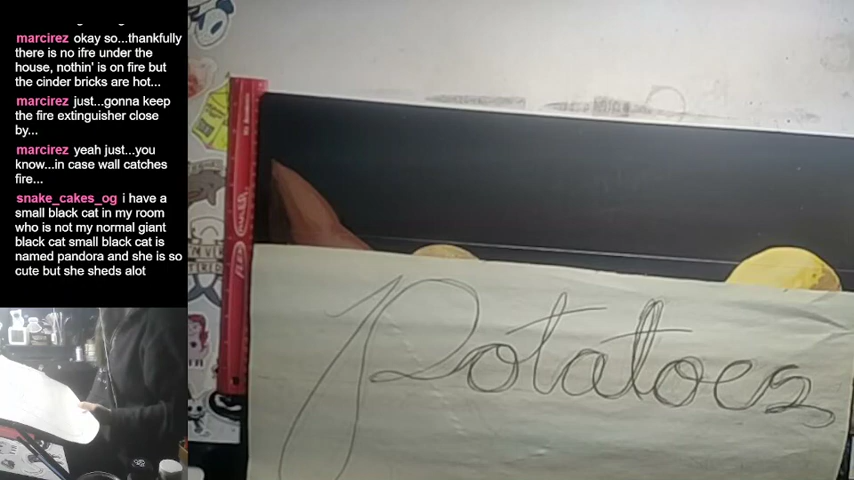 marcirez okay so...thankfully
there is no ifre under the
house, nothin' is on fire but
the cinder bricks are hot...
marcirez just...gonna keep
the fire extinguisher close
by...
marcirez yeah just...you
know...in case wall catches
fire...
snake_cakes_og i have a
small black cat in my room
who is not my normal giant
black cat small black cat is
named pandora and she is so
cute but she sheds alot
Potatoes